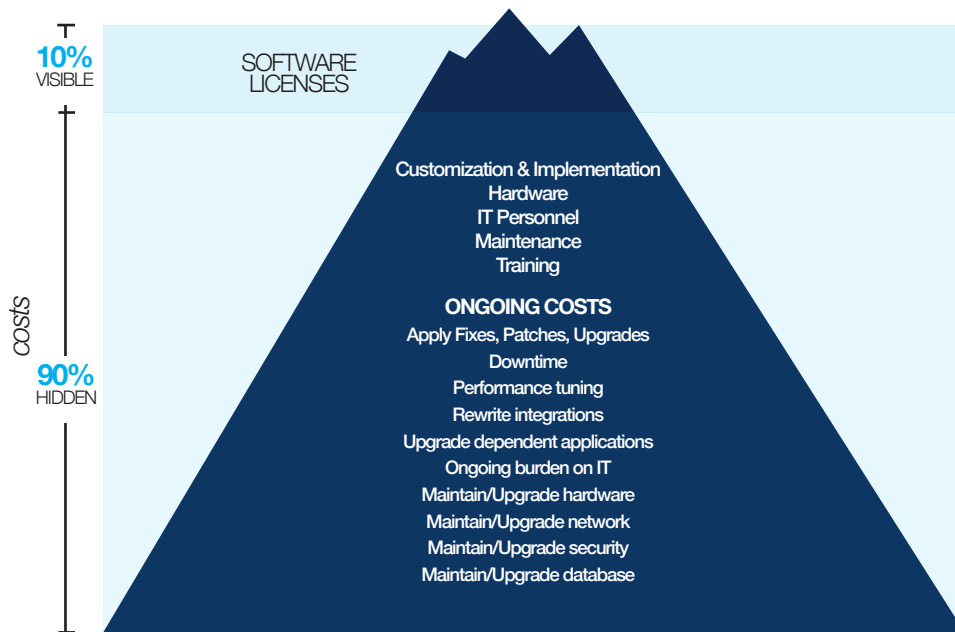 10%
VISIBLE
SOFTWARE
LICENSES
costs
90%
HIDDEN
Customization & Implementation
Hardware
IT Personnel
Maintenance
Training
ONGOING COSTS
Apply Fixes, Patches, Upgrades
Downtime
Performance tuning
Rewrite integrations
Upgrade dependent applications
Ongoing burden on IT
Maintain/Upgrade hardware
Maintain/Upgrade network
Maintain/Upgrade security
Maintain/Upgrade database